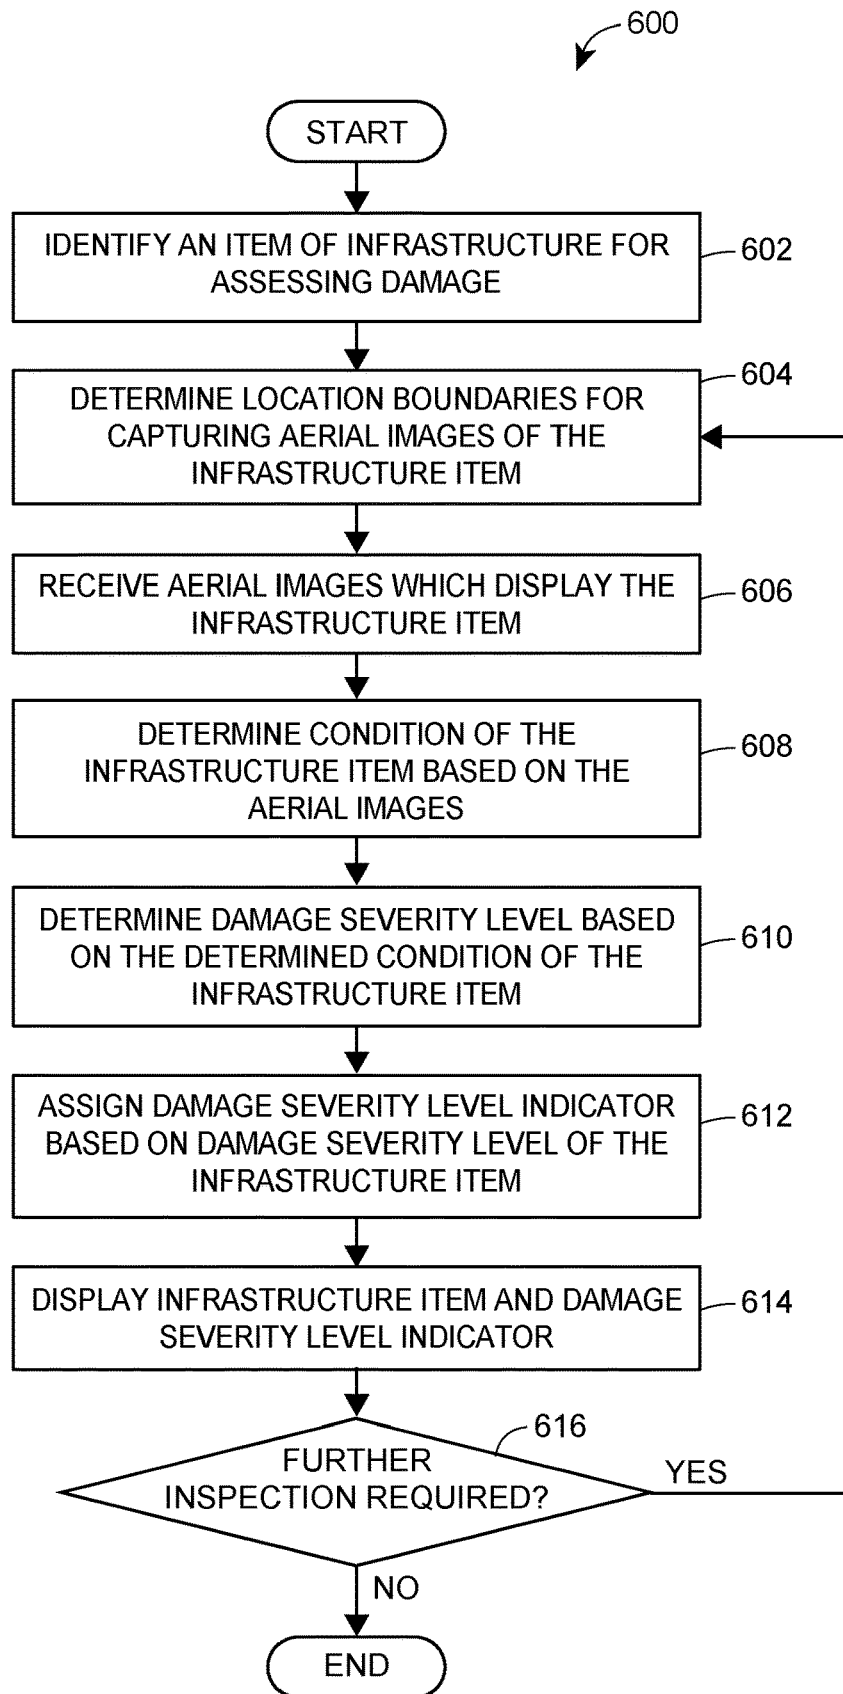 600
START
IDENTIFY AN ITEM OF INFRASTRUCTURE FOR
ASSESSING DAMAGE
602
DETERMINE LOCATION BOUNDARIES FOR
CAPTURING AERIAL IMAGES OF THE
INFRASTRUCTURE ITEM
604
RECEIVE AERIAL IMAGES WHICH DISPLAY THE
INFRASTRUCTURE ITEM
606
DETERMINE CONDITION OF THE
INFRASTRUCTURE ITEM BASED ON THE
AERIAL IMAGES
608
DETERMINE DAMAGE SEVERITY LEVEL BASED
ON THE DETERMINED CONDITION OF THE
INFRASTRUCTURE ITEM
610
ASSIGN DAMAGE SEVERITY LEVEL INDICATOR
BASED ON DAMAGE SEVERITY LEVEL OF THE
INFRASTRUCTURE ITEM
612
DISPLAY INFRASTRUCTURE ITEM AND DAMAGE
SEVERITY LEVEL INDICATOR
614
FURTHER
INSPECTION REQUIRED?
616
YES
NO
END